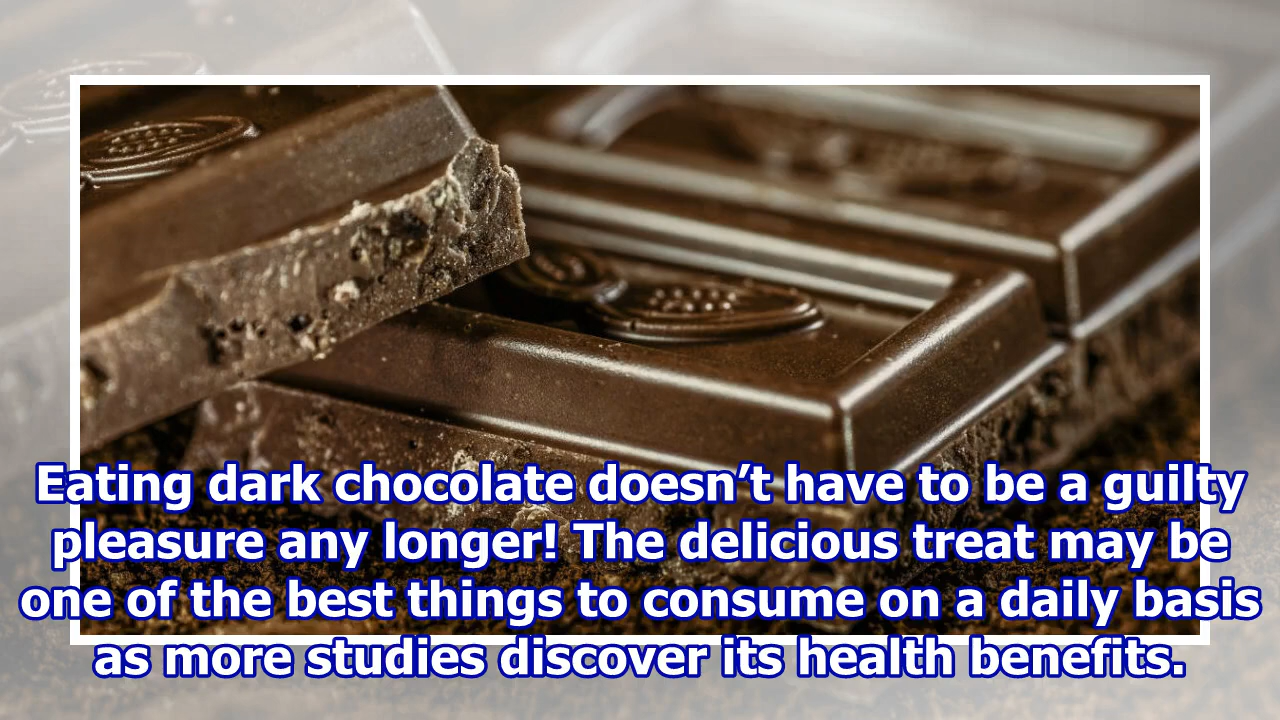 Eating dark chocolate doesn’t have to be a guilty
pleasure any longer! The delicious treat may be
one of the best things to consume on a daily basis
as more studies discover its health benefits.